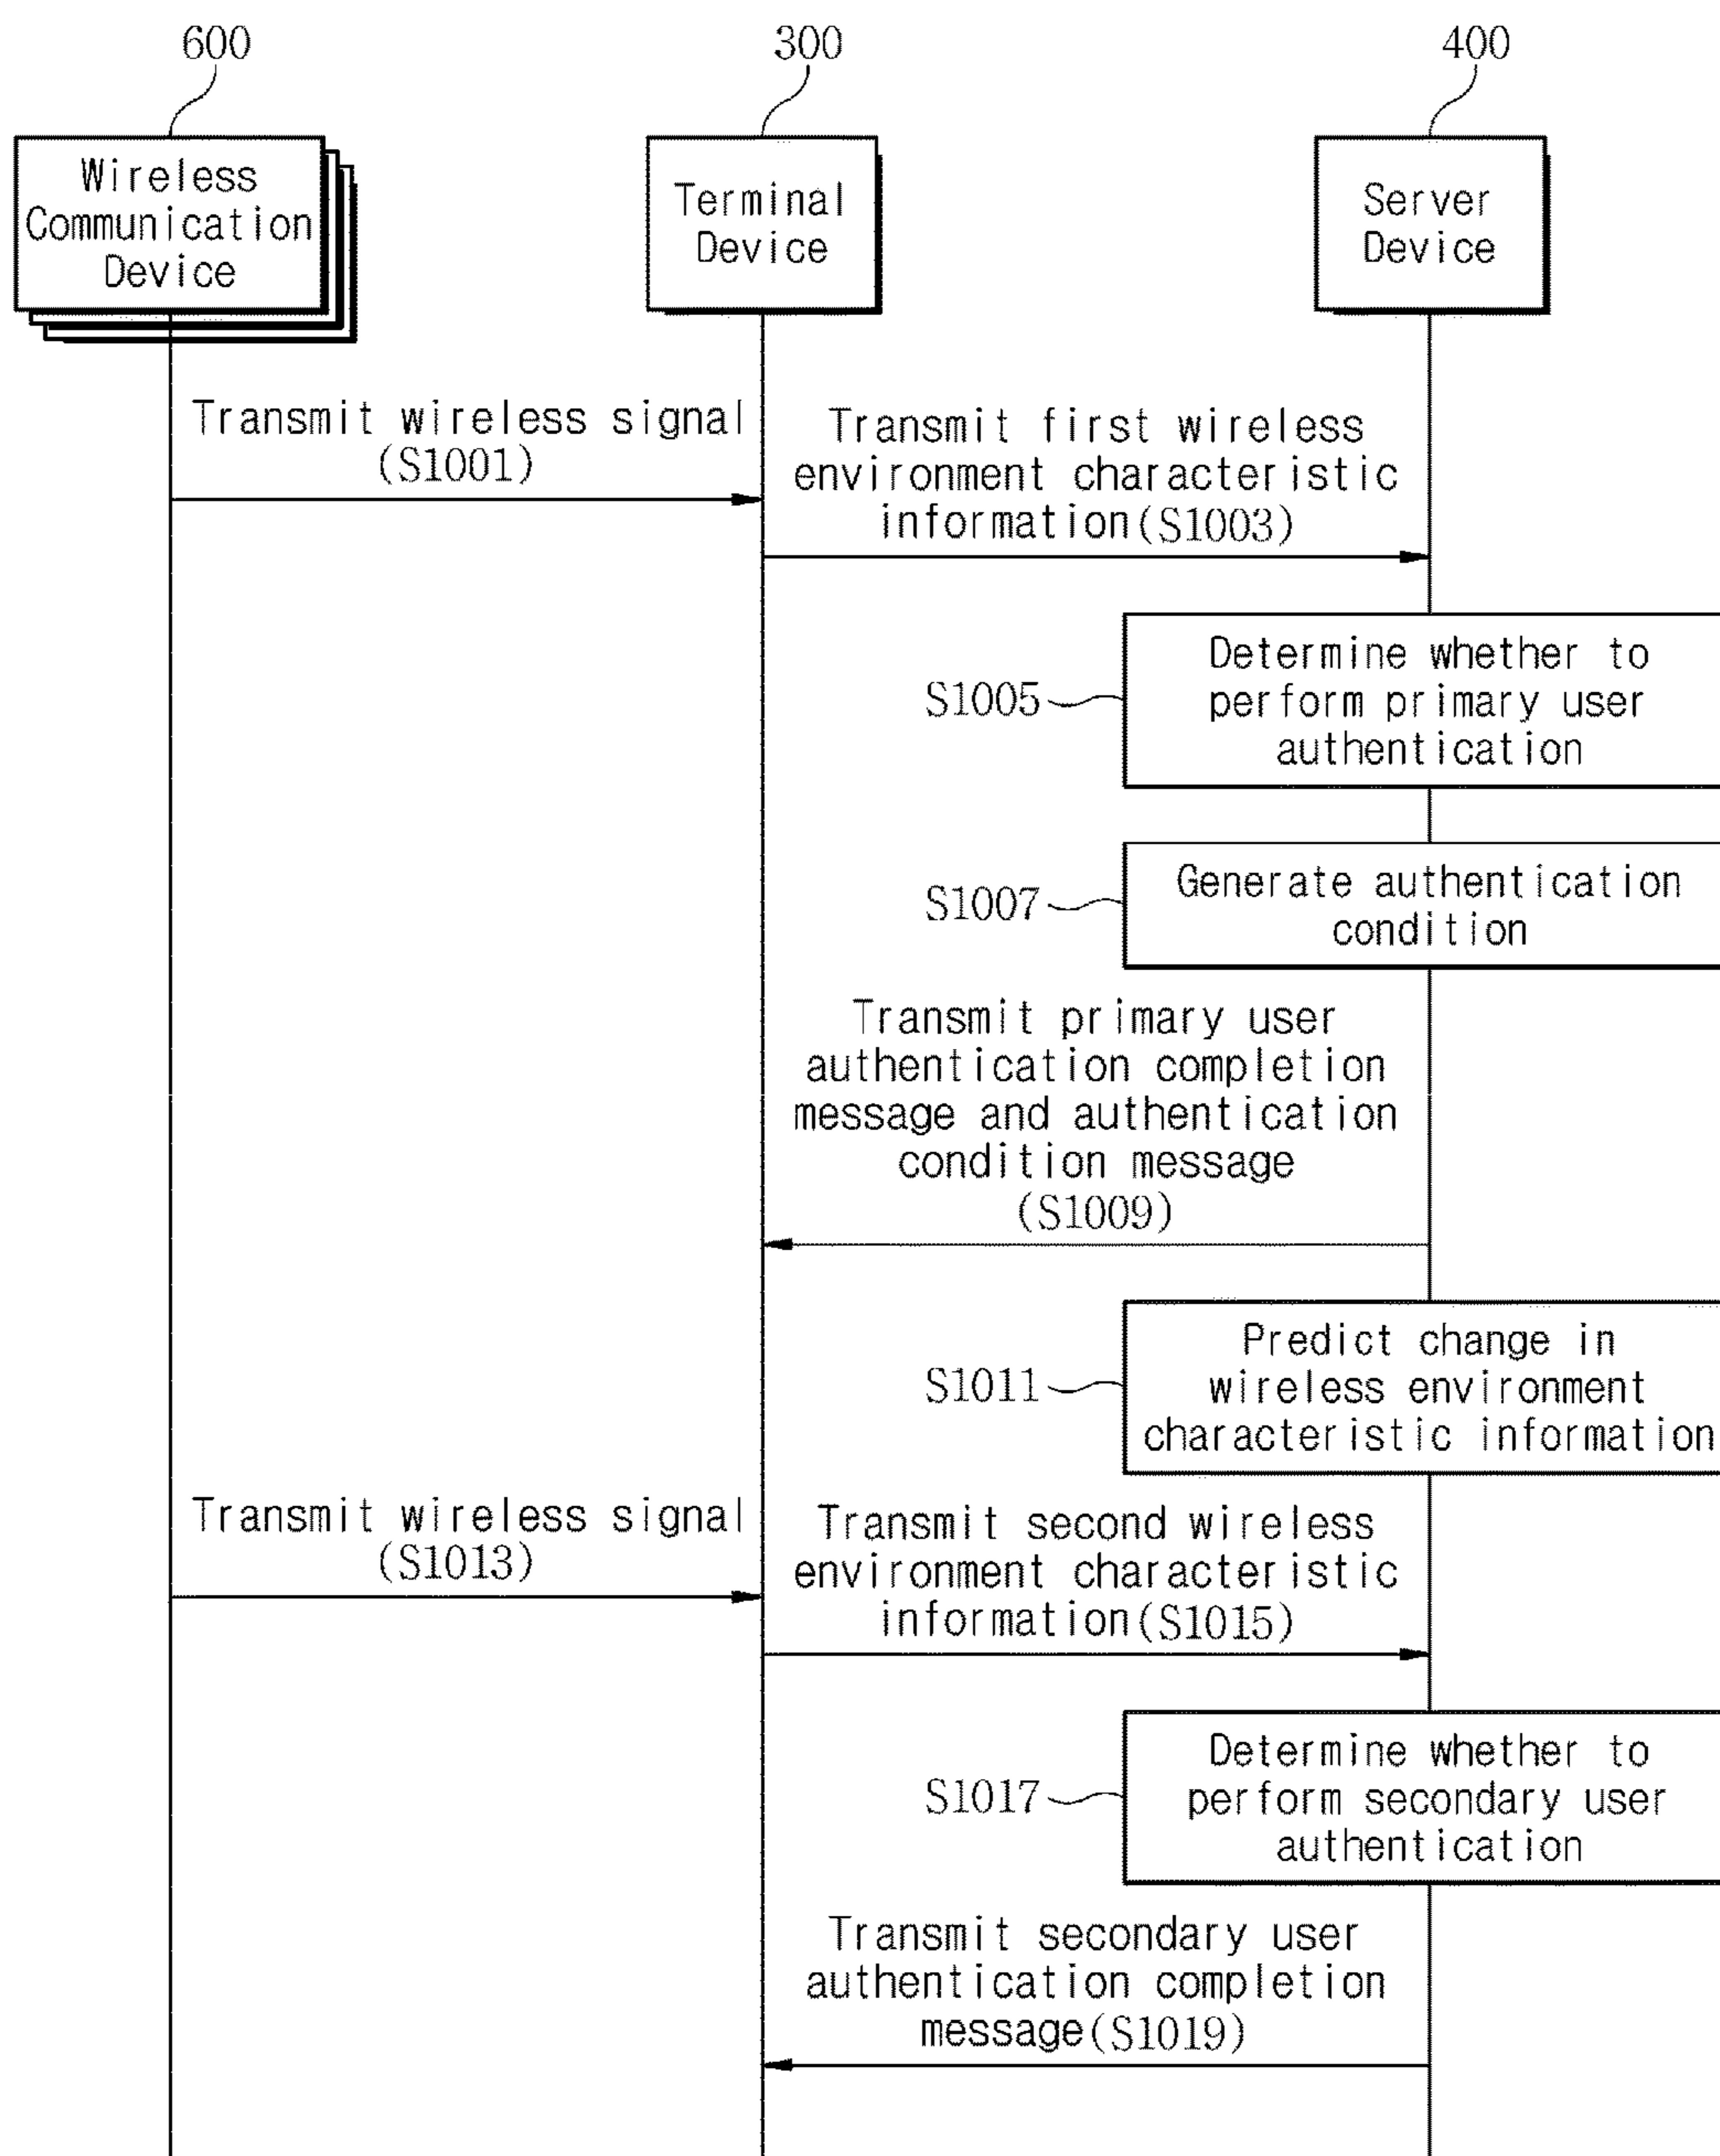 600
300
400
Wireless
Communication
Device
Terminal
Device
Server
Device
Transmit wireless signal
(S1001)
Transmit first wireless
environment characteristic
information(S1003)
S1005
Determine whether to
perform primary user
authentication
S1007
Generate authentication
condition
Transmit primary user
authentication completion
message and authentication
condition message
(S1009)
S1011
Predict change in
wireless environment
characteristic information
Transmit wireless signal
(S1013)
Transmit second wireless
environment characteristic
information(S1015)
S1017
Determine whether to
perform secondary user
authentication
Transmit secondary user
authentication completion
message(S1019)